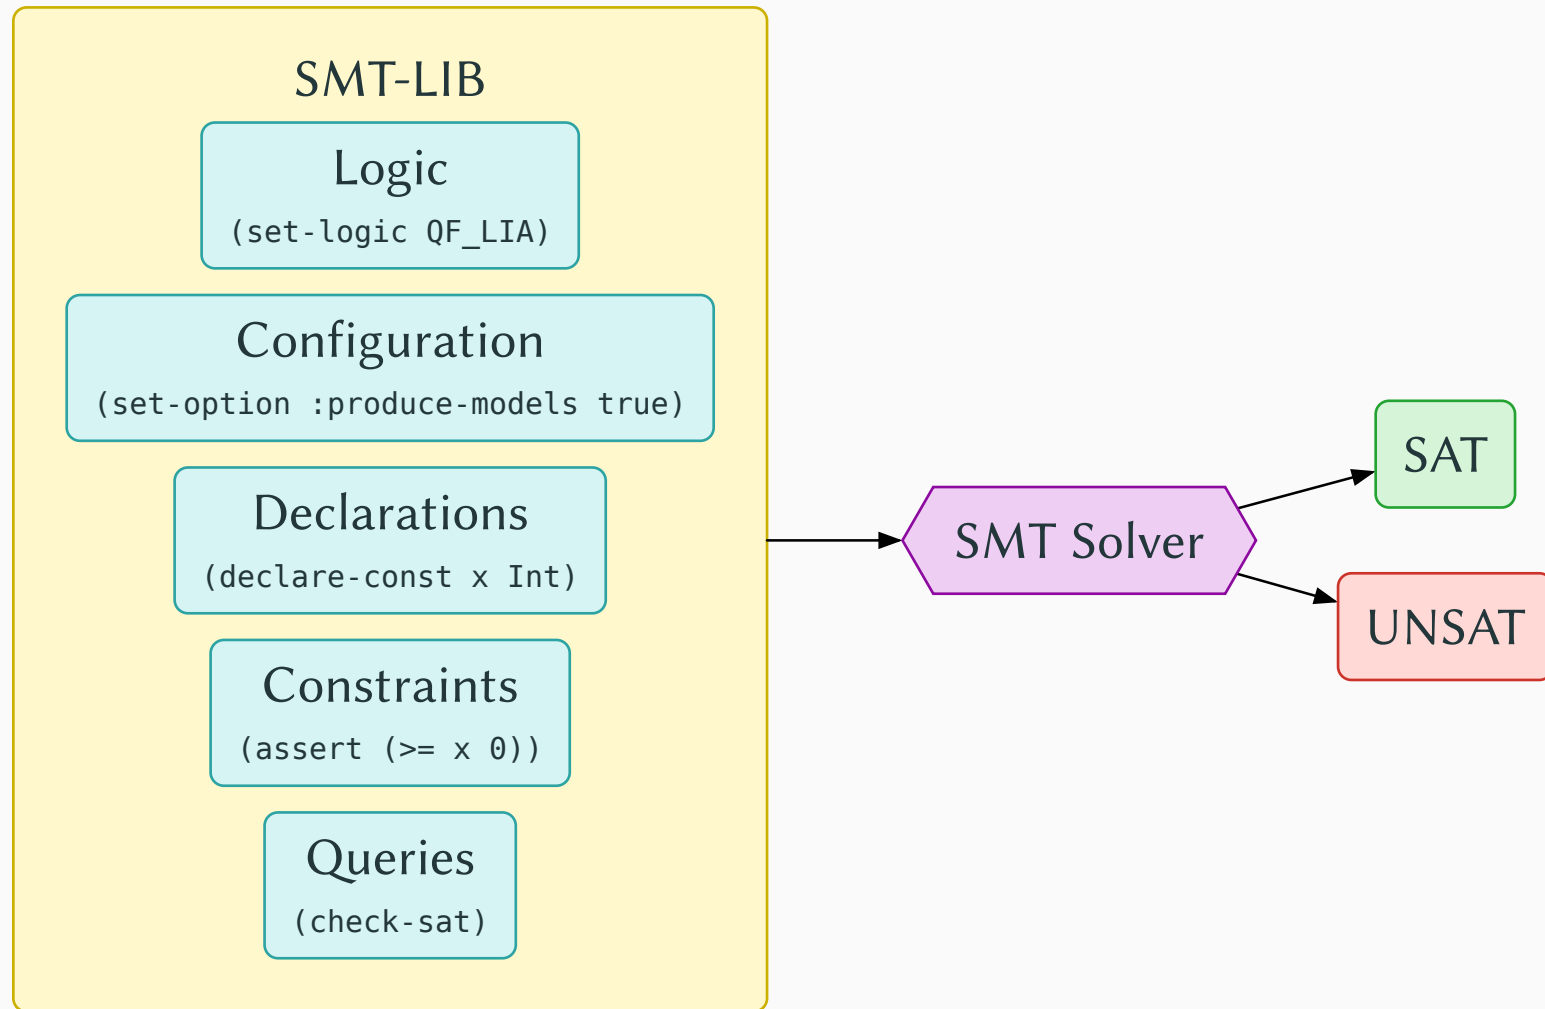 SMT-LIB
Logic
(set-logic QF_LIA)
Configuration
(set-option :produce-models true)
Declarations
(declare-const x Int)
Constraints
(assert (>= x 0))
Queries
(check-sat)
SMT Solver
SAT
UNSAT